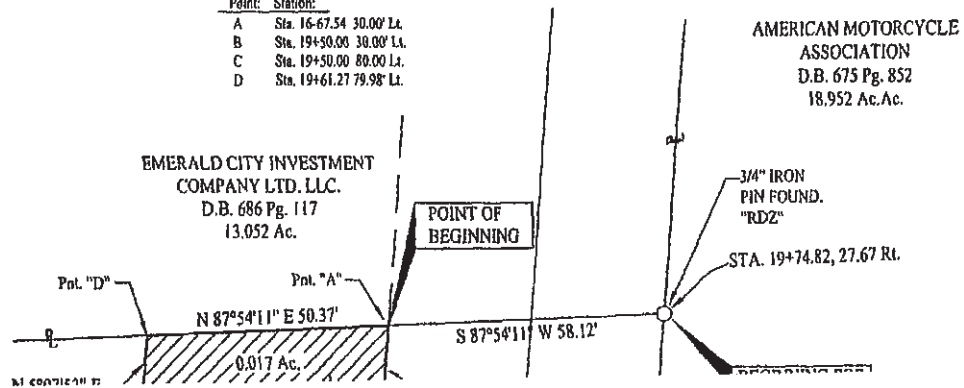 Point: Station:
A Sta. 16-67.54 30.00' Lt.
B Sta. 19+50.00 30.00' Lt.
C Sta. 19+50.00 80.00 Lt.
D Sta. 19+61.27 79.98' Lt.
AMERICAN MOTORCYCLE
ASSOCIATION
D.B. 675 Pg. 852
18.952 Ac.Ac.
EMERALD CITY INVESTMENT
COMPANY LTD. LLC.
D.B. 686 Pg. 117
13.052 Ac.
POINT OF
BEGINNING
3/4" IRON
PIN FOUND.
"RDZ"
STA. 19+74.82, 27.67 Rt.
Pnt. "D"
Pnt. "A"
N 87°54'11" E 50.37'
S 87°54'11" W 58.12'
0.017 Ac.